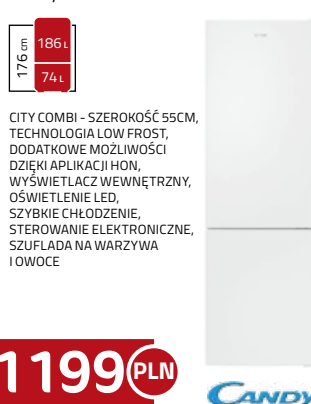 176 cm
186 L
74 L
CITY COMBI - SZEROKOŚĆ 55CM,
TECHNOLOGIA LOW FROST,
DODATKOWE MOŻLIWOŚCI
DZIĘKI APLIKACJI HON,
WYŚWIETLACZ WEWNĘTRZNY,
OŚWIETLENIE LED,
SZYBKIE CHŁODZENIE,
STEROWANIE ELEKTRONICZNE,
SZUFLADA NA WARZYWA
I OWOCE
1199 PLN
CANDY